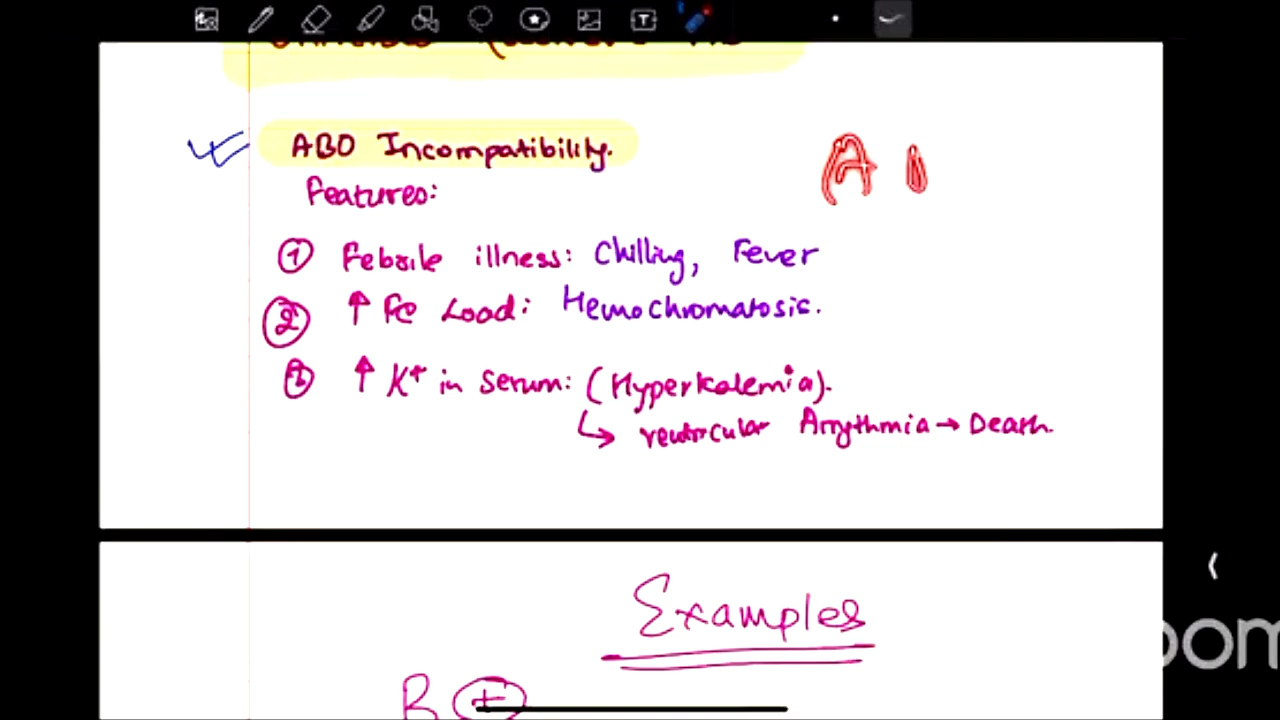 ABO Incompatibility.
A
Features:
① Febrile illness: Chilling, Fever
② ↑ Fe Load: Hemochromatosis.
③ ↑ K+ in Serum: (Hyperkalemia).
↳ ventricular Arrythmia → Death.
Examples
B +
oom